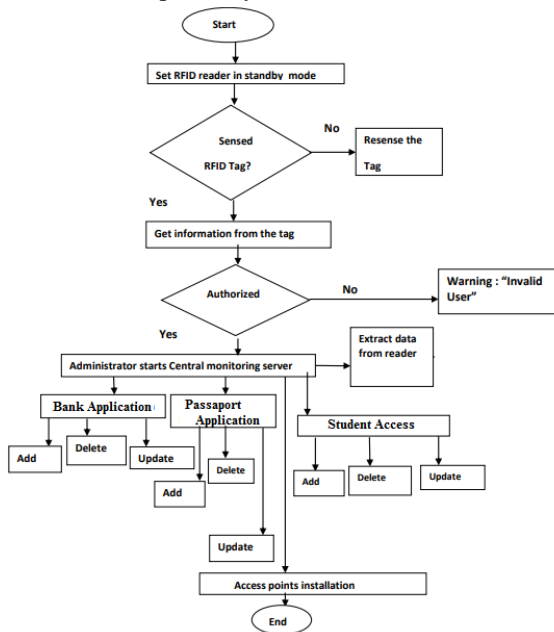 Start
Set RFID reader in standby mode
Sensed
RFID Tag?
No
Resense the
Tag
Yes
Get information from the tag
Authorized
No
Warning : “Invalid
User”
Yes
Extract data
from reader
Administrator starts Central monitoring server
Bank Application
Passaport
Application
Student Access
Add
Delete
Update
Add
Delete
Update
Add
Delete
Update
Access points installation
End